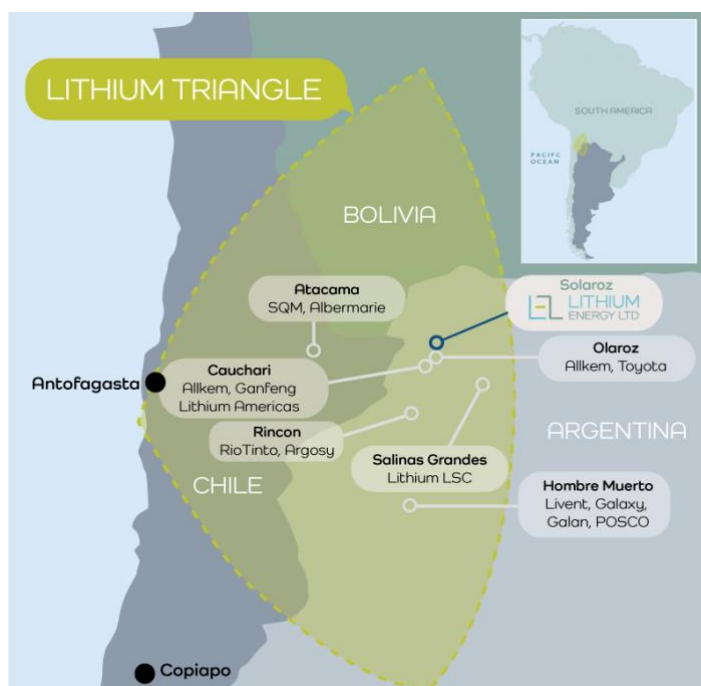 LITHIUM TRIANGLE
SOUTH AMERICA
PACIFIC
OCEAN
BOLIVIA
Atacama
SQM, Albermarle
Solaroz
LEL LITHIUM
ENERGY LTD
Olaroz
Allkem, Toyota
Antofagasta
Cauchari
Allkem, Ganfeng
Lithium Americas
Rincon
RioTinto, Argosy
ARGENTINA
Salinas Grandes
Lithium LSC
CHILE
Hombre Muerto
Livent, Galaxy,
Galan, POSCO
Copiapo